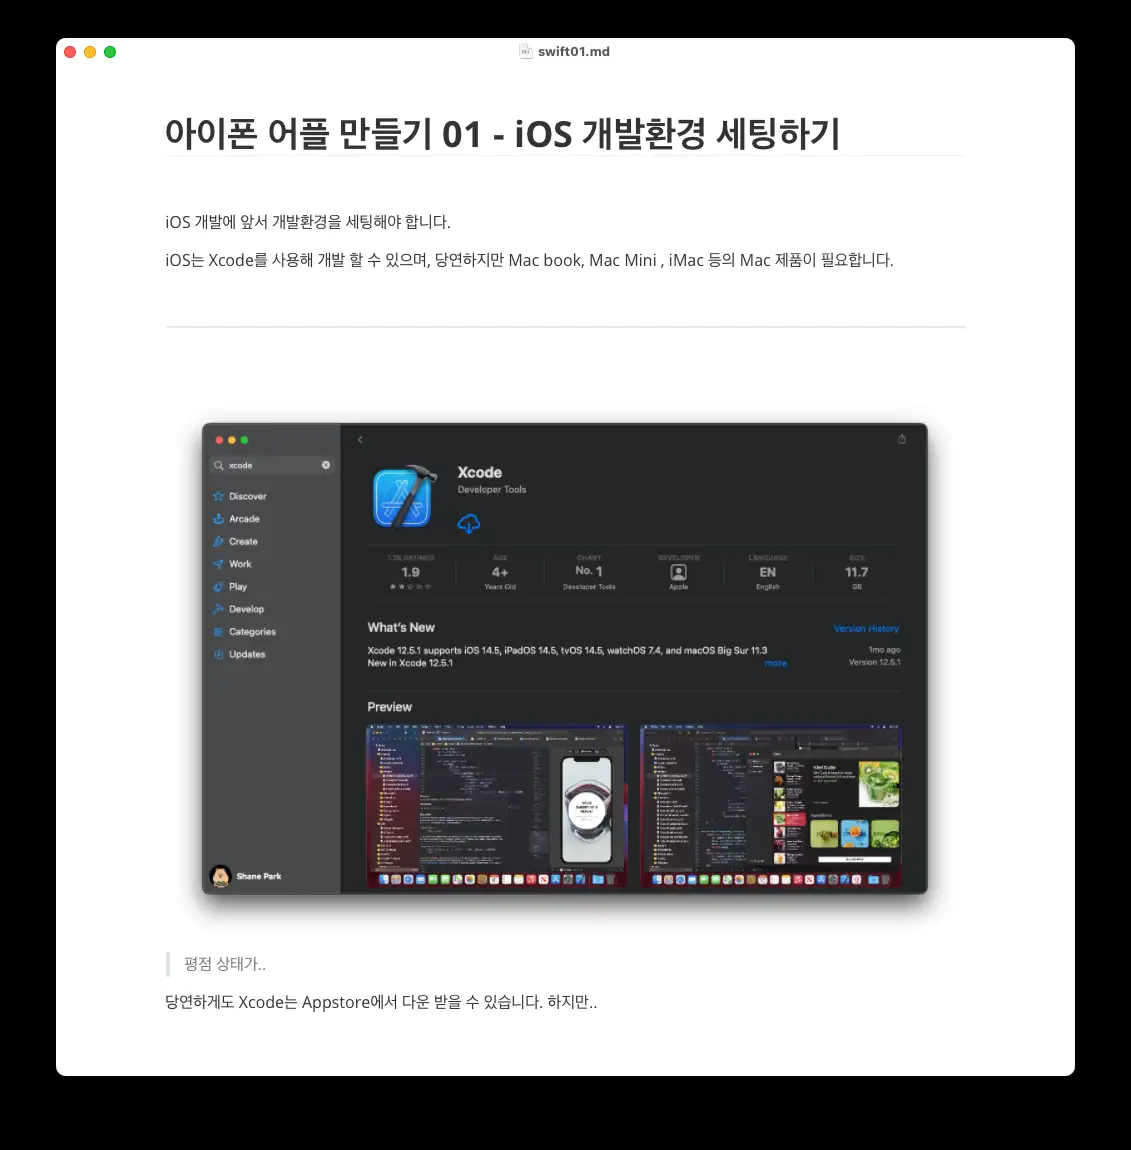 swift01.md
아이폰 어플 만들기 01 - iOS 개발환경 세팅하기
iOS 개발에 앞서 개발환경을 세팅해야 합니다.
iOS는 Xcode를 사용해 개발 할 수 있으며, 당연하지만 Mac book, Mac Mini , iMac 등의 Mac 제품이 필요합니다.
xcode
Discover
Arcade
Create
Work
Play
Develop
Categories
Updates
Shane Park
Xcode
Developer Tools
1.2K RATINGS
1.9
AGE
4+
Years Old
CHART
No. 1
Developer Tools
DEVELOPER
Apple
LANGUAGE
EN
English
SIZE
11.7
GB
What's New
Version History
Xcode 12.5.1 supports iOS 14.5, iPadOS 14.5, tvOS 14.5, watchOS 7.4, and macOS Big Sur 11.3
1mo ago
New in Xcode 12.5.1
more
Version 12.5.1
Preview
Kiwi Cutie
Ingredients
평점 상태가..
당연하게도 Xcode는 Appstore에서 다운 받을 수 있습니다. 하지만..